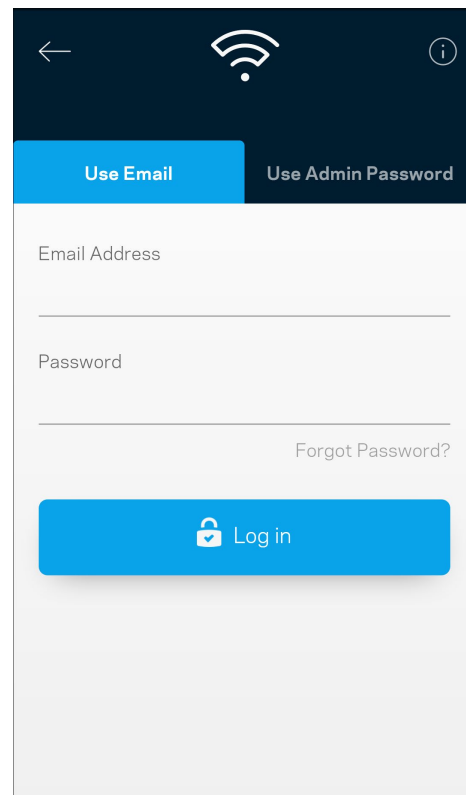 Use Email
Use Admin Password
Email Address
Password
Forgot Password?
Log in